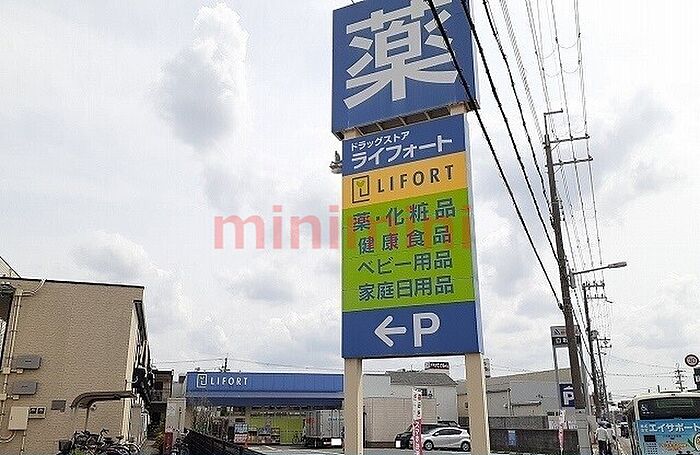 薬
ドラッグストア
ライフォート
LIFORT
薬・化粧品
健康食品
ベビー用品
家庭日用品
←P
minimini
LIFORT
P
エイサポート